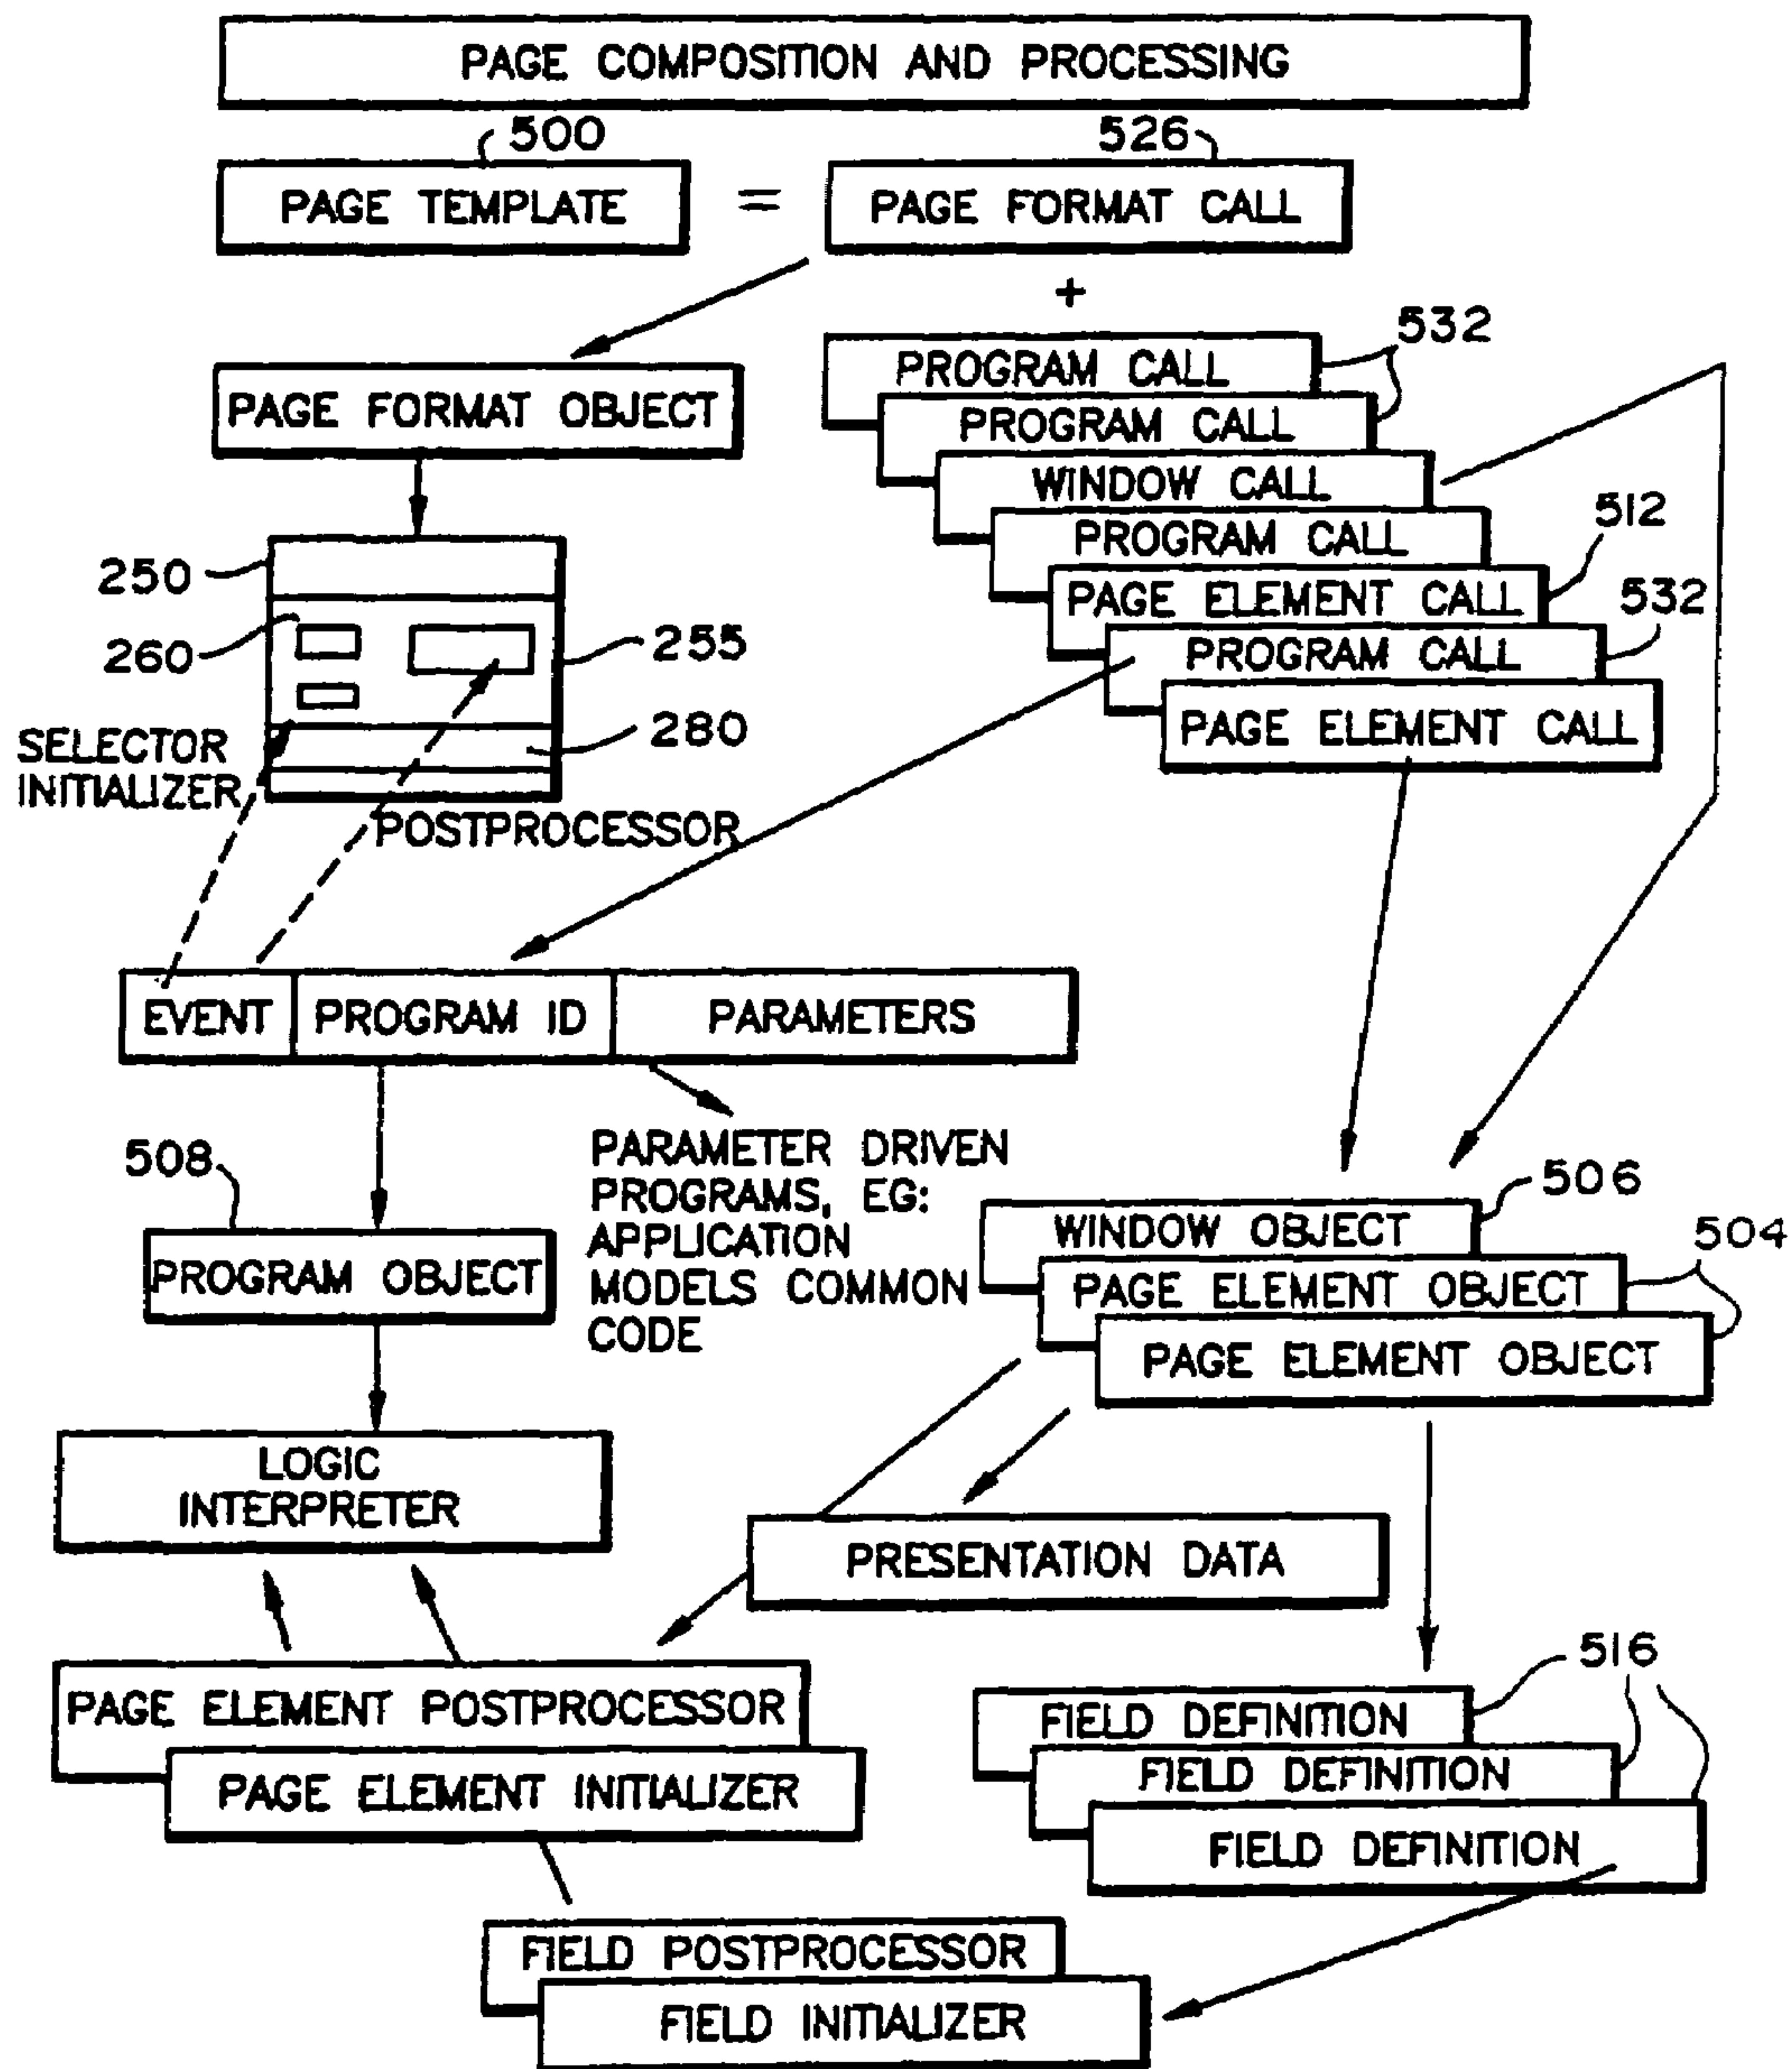 PAGE COMPOSITION AND PROCESSING
500
526
PAGE TEMPLATE = PAGE FORMAT CALL
+
532
PROGRAM CALL
PAGE FORMAT OBJECT
PROGRAM CALL
WINDOW CALL
512
PROGRAM CALL
250
PAGE ELEMENT CALL
532
260
255
PROGRAM CALL
PAGE ELEMENT CALL
280
SELECTOR
INITIALIZER
POSTPROCESSOR
EVENT PROGRAM ID PARAMETERS
508
PARAMETER DRIVEN
PROGRAMS, EG:
APPLICATION
MODELS COMMON
CODE
506
WINDOW OBJECT
504
PROGRAM OBJECT
PAGE ELEMENT OBJECT
PAGE ELEMENT OBJECT
LOGIC
INTERPRETER
PRESENTATION DATA
516
PAGE ELEMENT POSTPROCESSOR
FIELD DEFINITION
FIELD DEFINITION
PAGE ELEMENT INITIALIZER
FIELD DEFINITION
FIELD POSTPROCESSOR
FIELD INITIALIZER